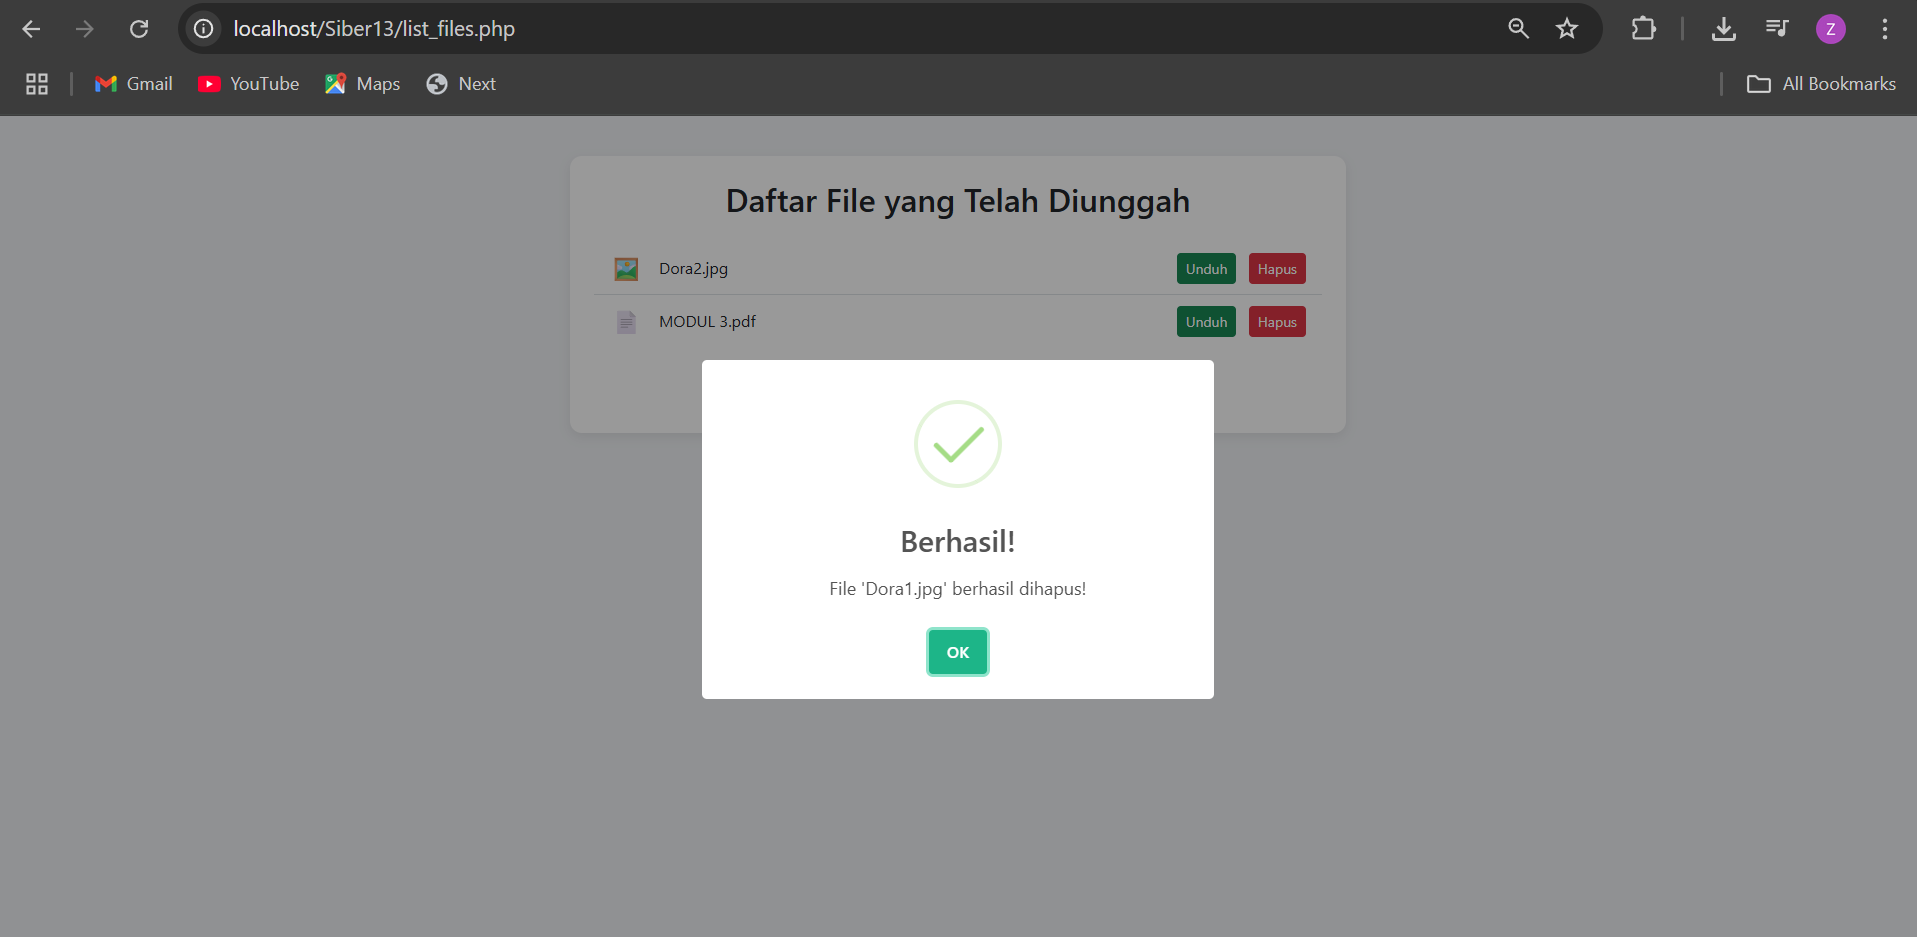 localhost/Siber13/list_files.php
Z
Gmail
YouTube
Maps
Next
All Bookmarks
Daftar File yang Telah Diunggah
Dora2.jpg Unduh Hapus
MODUL 3.pdf Unduh Hapus
Berhasil!
File 'Dora1.jpg' berhasil dihapus!
OK